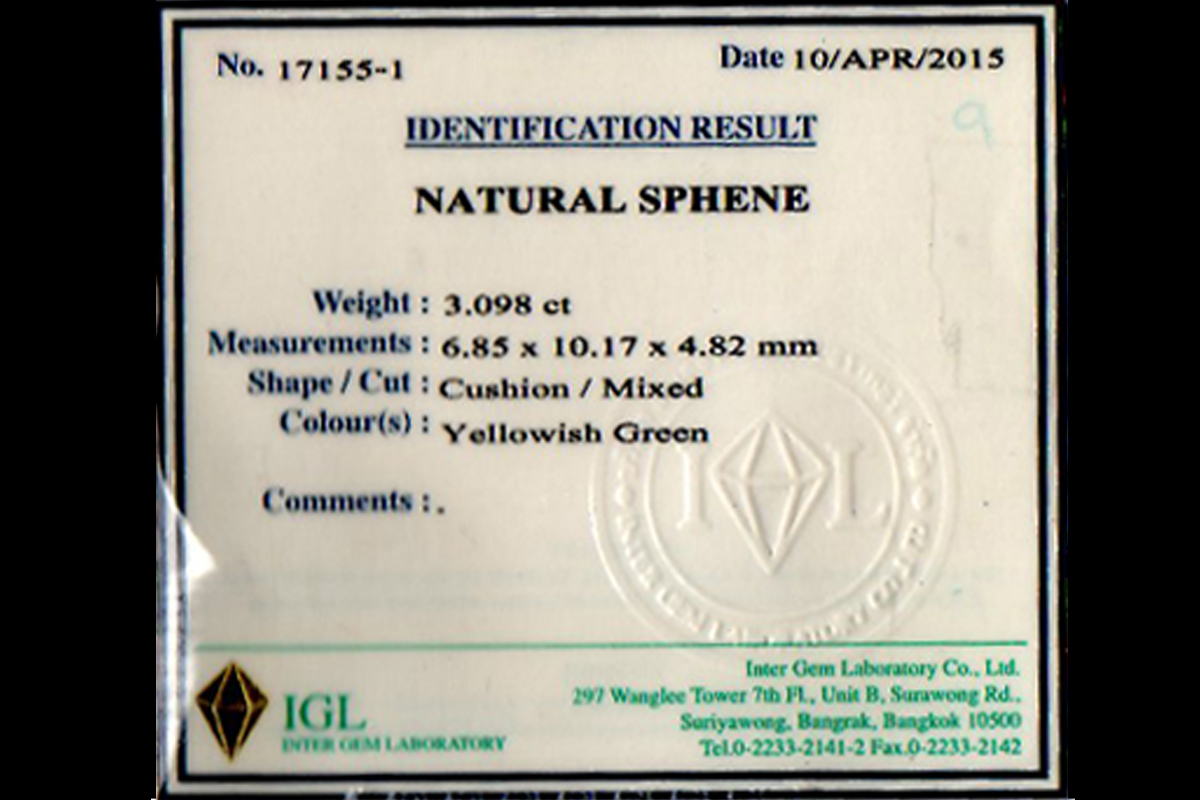 No. 17155-1
Date 10/APR/2015
IDENTIFICATION RESULT
NATURAL SPHENE
Weight : 3.098 ct
Measurements : 6.85 x 10.17 x 4.82 mm
Shape / Cut : Cushion / Mixed
Colour(s) : Yellowish Green
Comments : .
I L
IGL
INTER GEM LABORATORY
Inter Gem Laboratory Co., Ltd.
297 Wanglee Tower 7th Fl., Unit B, Surawong Rd.,
Suriyawong, Bangrak, Bangkok 10500
Tel.0-2233-2141-2 Fax.0-2233-2142